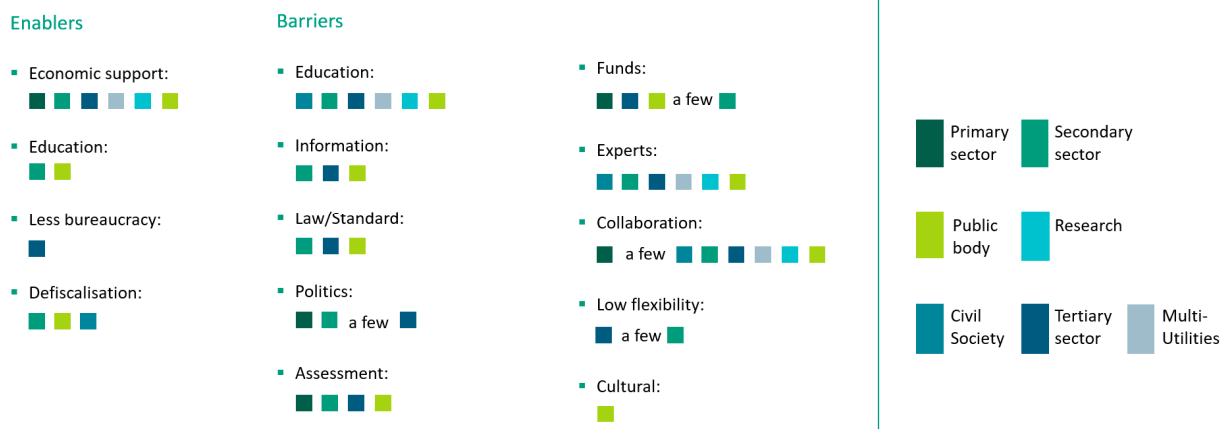 Enablers
Economic support:
Education:
Less bureaucracy:
Defiscalisation:
Barriers
Education:
Information:
Law/Standard:
Politics:
a few
Assessment:
Funds:
a few
Experts:
Collaboration:
a few
Low flexibility:
a few
Cultural:
Primary
sector
Secondary
sector
Public
body
Research
Civil
Society
Tertiary
sector
Multi-
Utilities